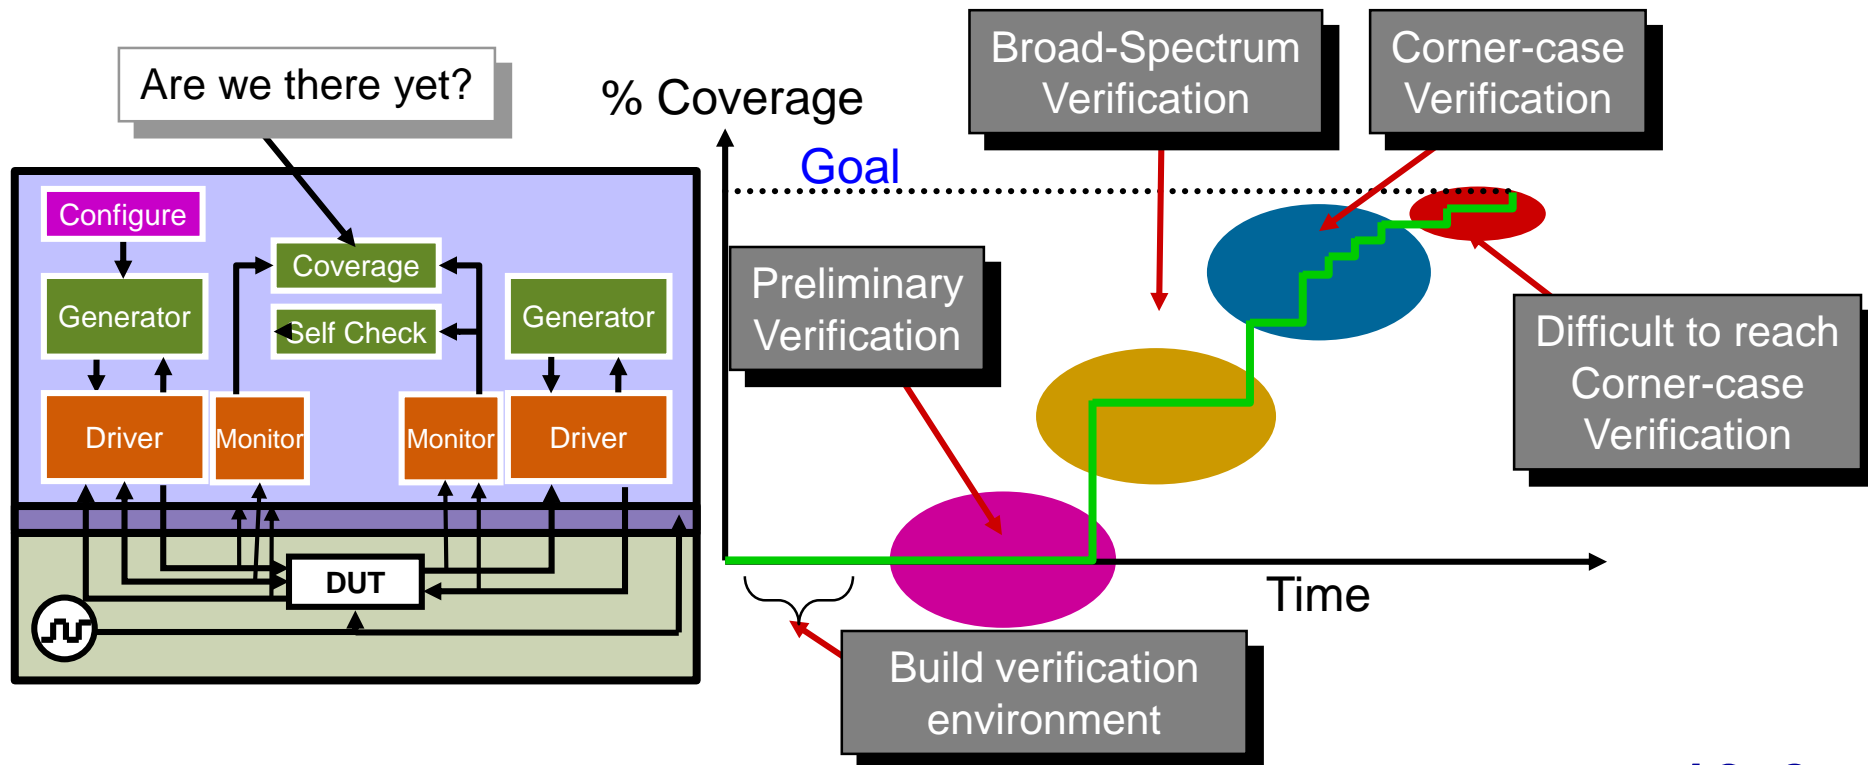 Are we there yet?
Configure
Coverage
Generator
Self Check
Generator
Driver
Monitor
Monitor
Driver
DUT
% Coverage
Goal
Broad-Spectrum
Verification
Corner-case
Verification
Preliminary
Verification
Difficult to reach
Corner-case
Verification
Time
Build verification
environment